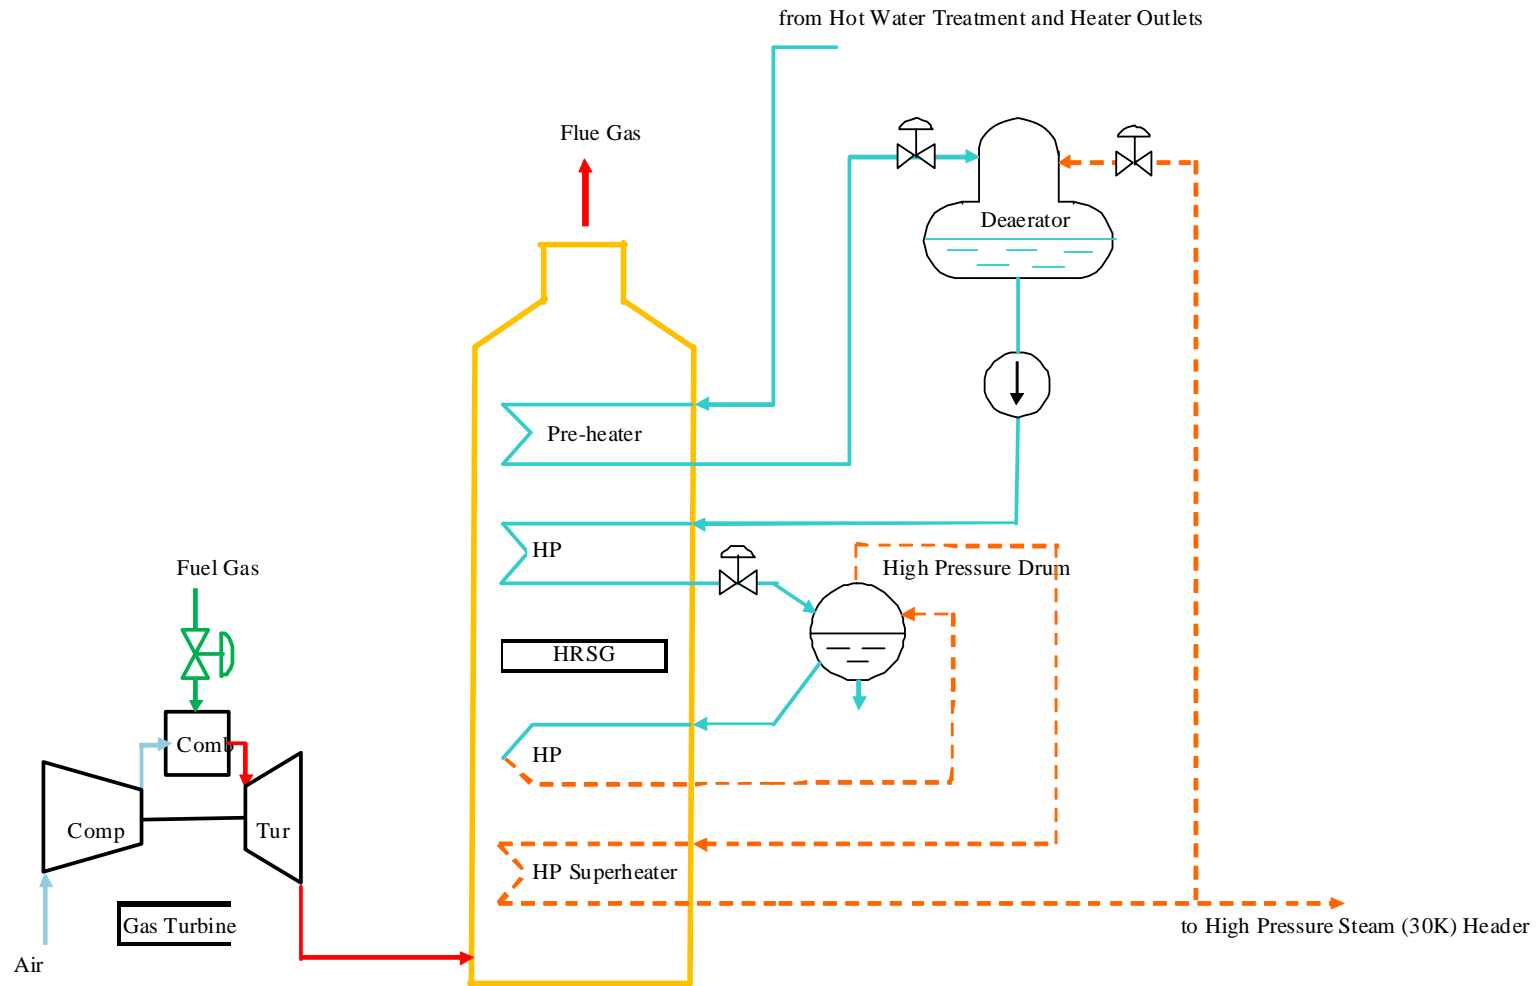 from Hot Water Treatment and Heater Outlets
Flue Gas
Deaerator
Pre-heater
HP
Fuel Gas
High Pressure Drum
HRSG
Comb
HP
Comp
Tur
HP Superheater
Gas Turbine
to High Pressure Steam (30K) Header
Air